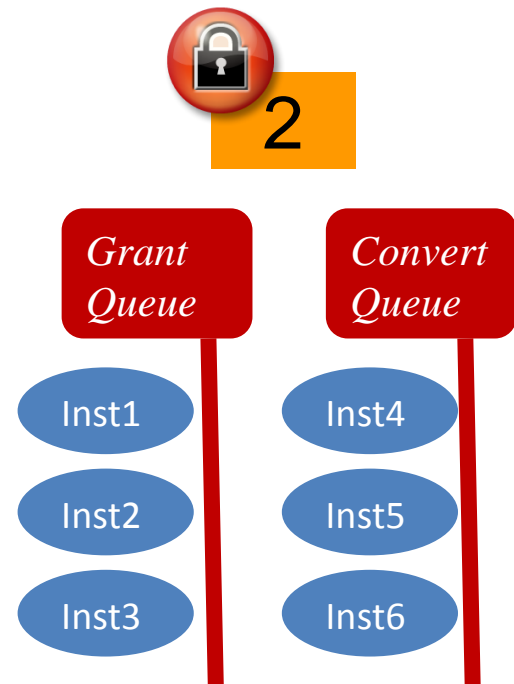 2
Grant
Queue
Convert
Queue
Inst1
Inst4
Inst2
Inst5
Inst3
Inst6